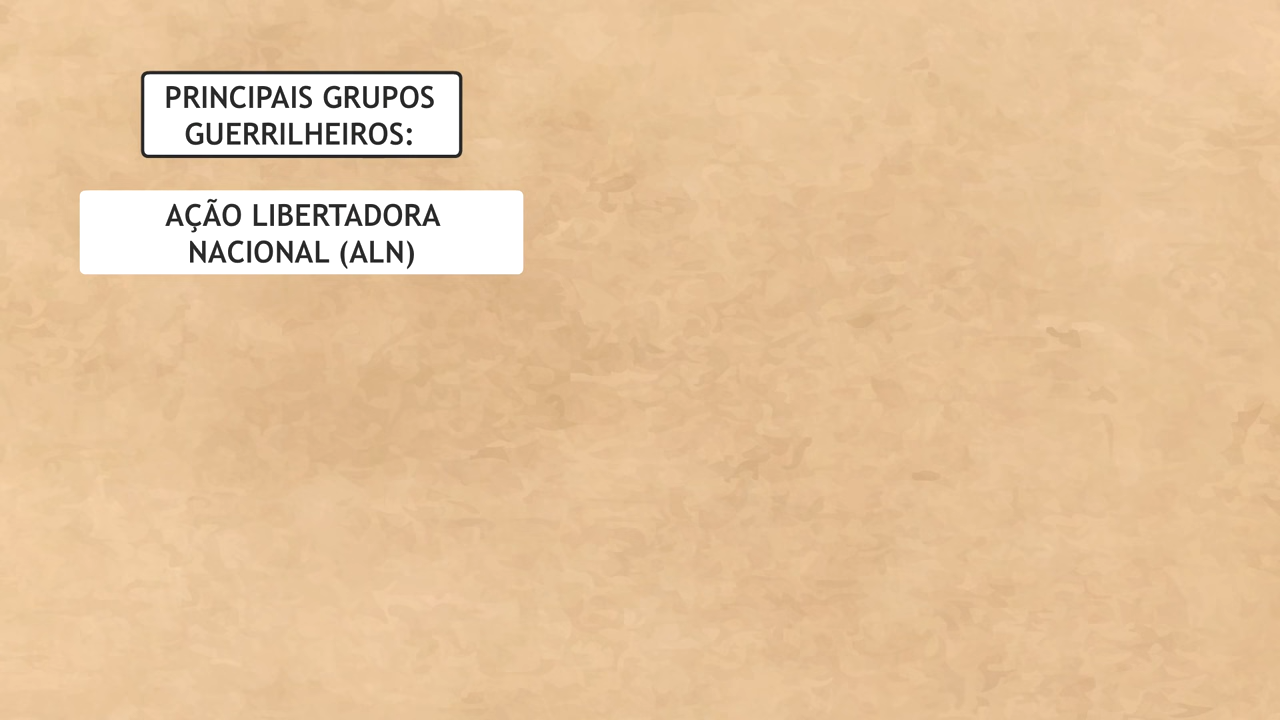 PRINCIPAIS GRUPOS
GUERRILHEIROS:
AÇÃO LIBERTADORA
NACIONAL (ALN)